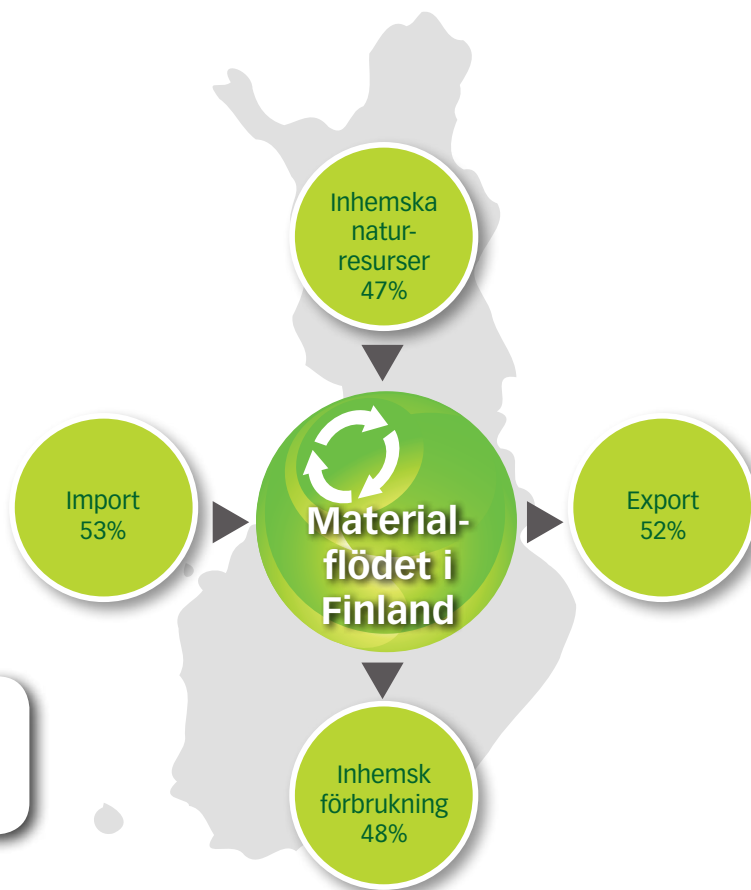 Inhemska
natur-
resurser
47%
Import
53%
Material-
flödet i
Finland
Export
52%
Inhemsk
förbrukning
48%